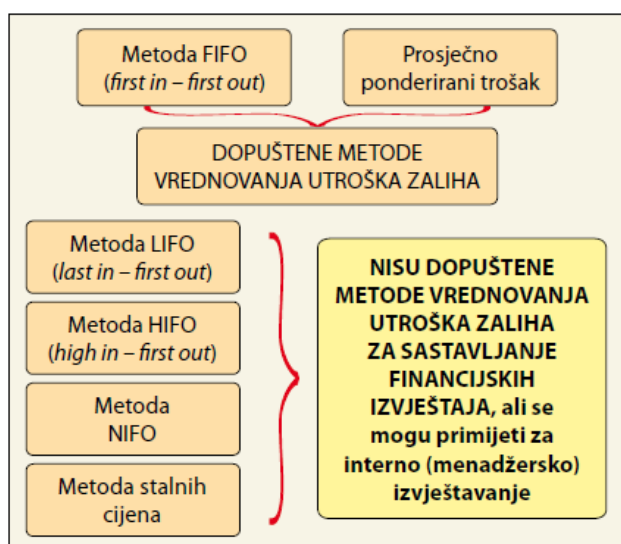 Metoda FIFO
(first in – first out)
Prosječno
ponderirani trošak
DOPUŠTENE METODE
VREDNOVANJA UTROŠKA ZALIHA
Metoda LIFO
(last in – first out)
Metoda HIFO
(high in – first out)
Metoda
NIFO
Metoda stalnih
cijena
NISU DOPUŠTENE
METODE VREDNOVANJA
UTROŠKA ZALIHA
ZA SASTAVLJANJE
FINANCIJSKIH
IZVJEŠTAJA, ali se
mogu primijeti za
interno (menadžersko)
izvještavanje